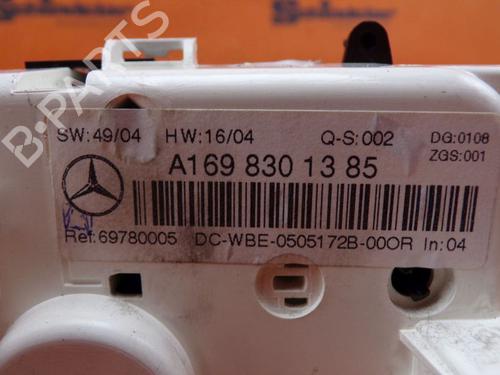 B-PARTS
SW:49/04 HW:16/04 Q-S:002 DG:0108
ZGS:001
A169 830 13 85
Ref:69780005 DC-WBE-0505172B-00OR In:04